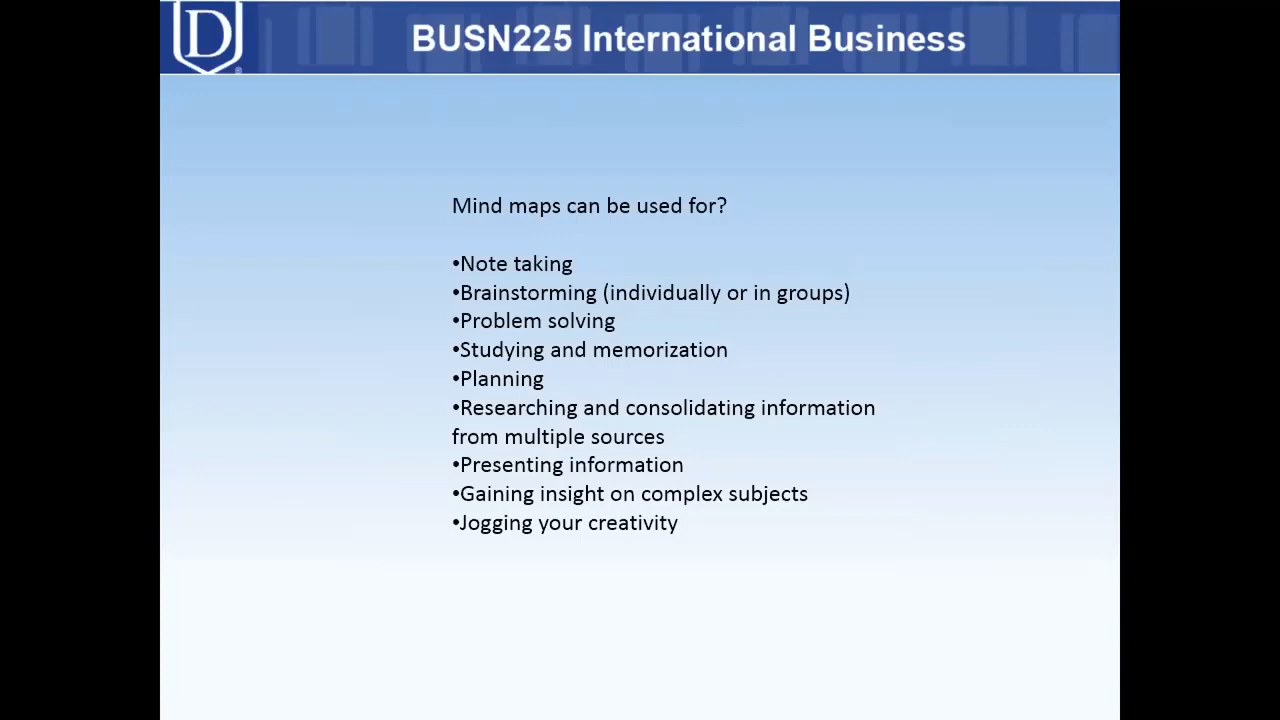 D
BUSN225 International Business
Mind maps can be used for?
•Note taking
•Brainstorming (individually or in groups)
•Problem solving
•Studying and memorization
•Planning
•Researching and consolidating information
from multiple sources
•Presenting information
•Gaining insight on complex subjects
•Jogging your creativity